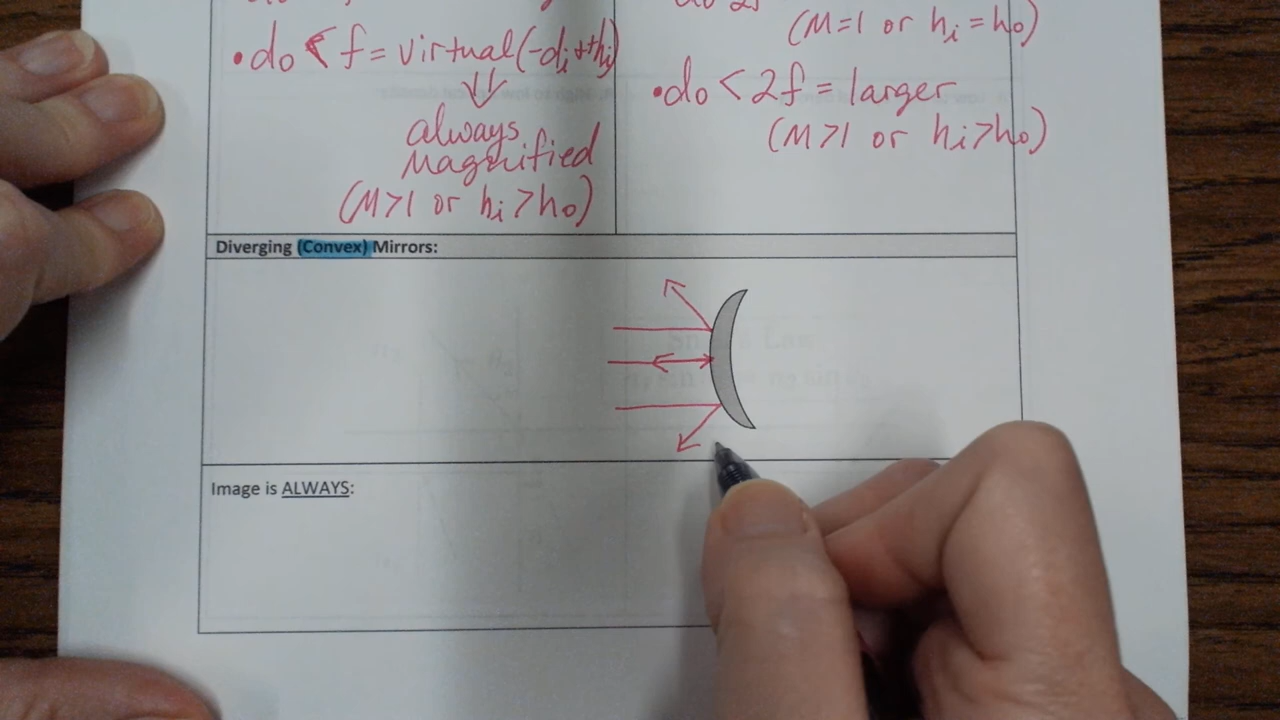 (M=1 or hi = ho)
•do < f = virtual (-di, +hi)
always
magnified
(M>1 or hi > ho)
•do < 2f = larger
(M>1 or hi>ho)
Diverging (Convex) Mirrors:
Image is ALWAYS: